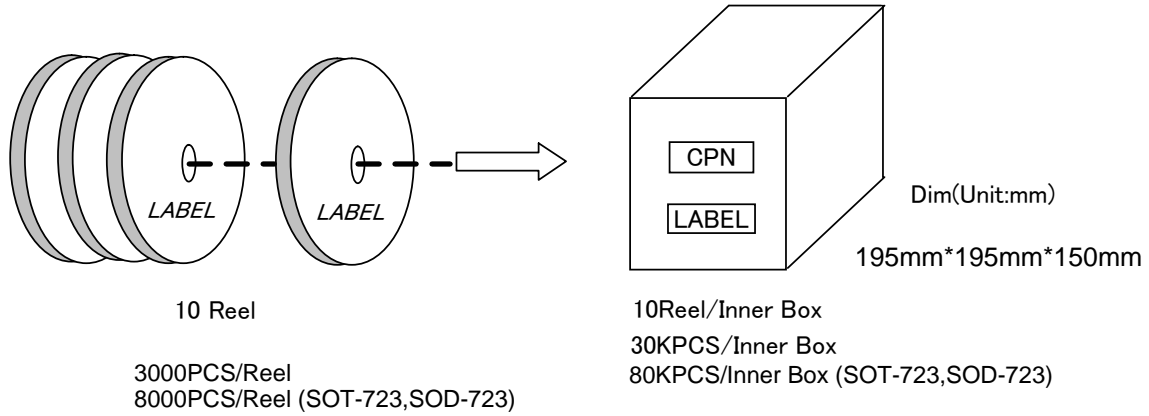 LABEL
LABEL
10 Reel
3000PCS/Reel
8000PCS/Reel (SOT-723,SOD-723)
CPN
LABEL
Dim(Unit:mm)
195mm*195mm*150mm
10Reel/Inner Box
30KPCS/Inner Box
80KPCS/Inner Box (SOT-723,SOD-723)